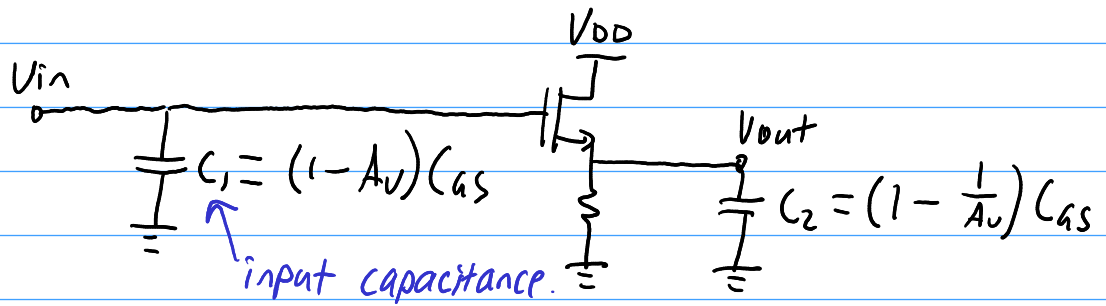 VDD
Vin
Vout
C₁ = (1 - Av) CGS
C₂ = (1 - 1/Av) CGS
input capacitance.